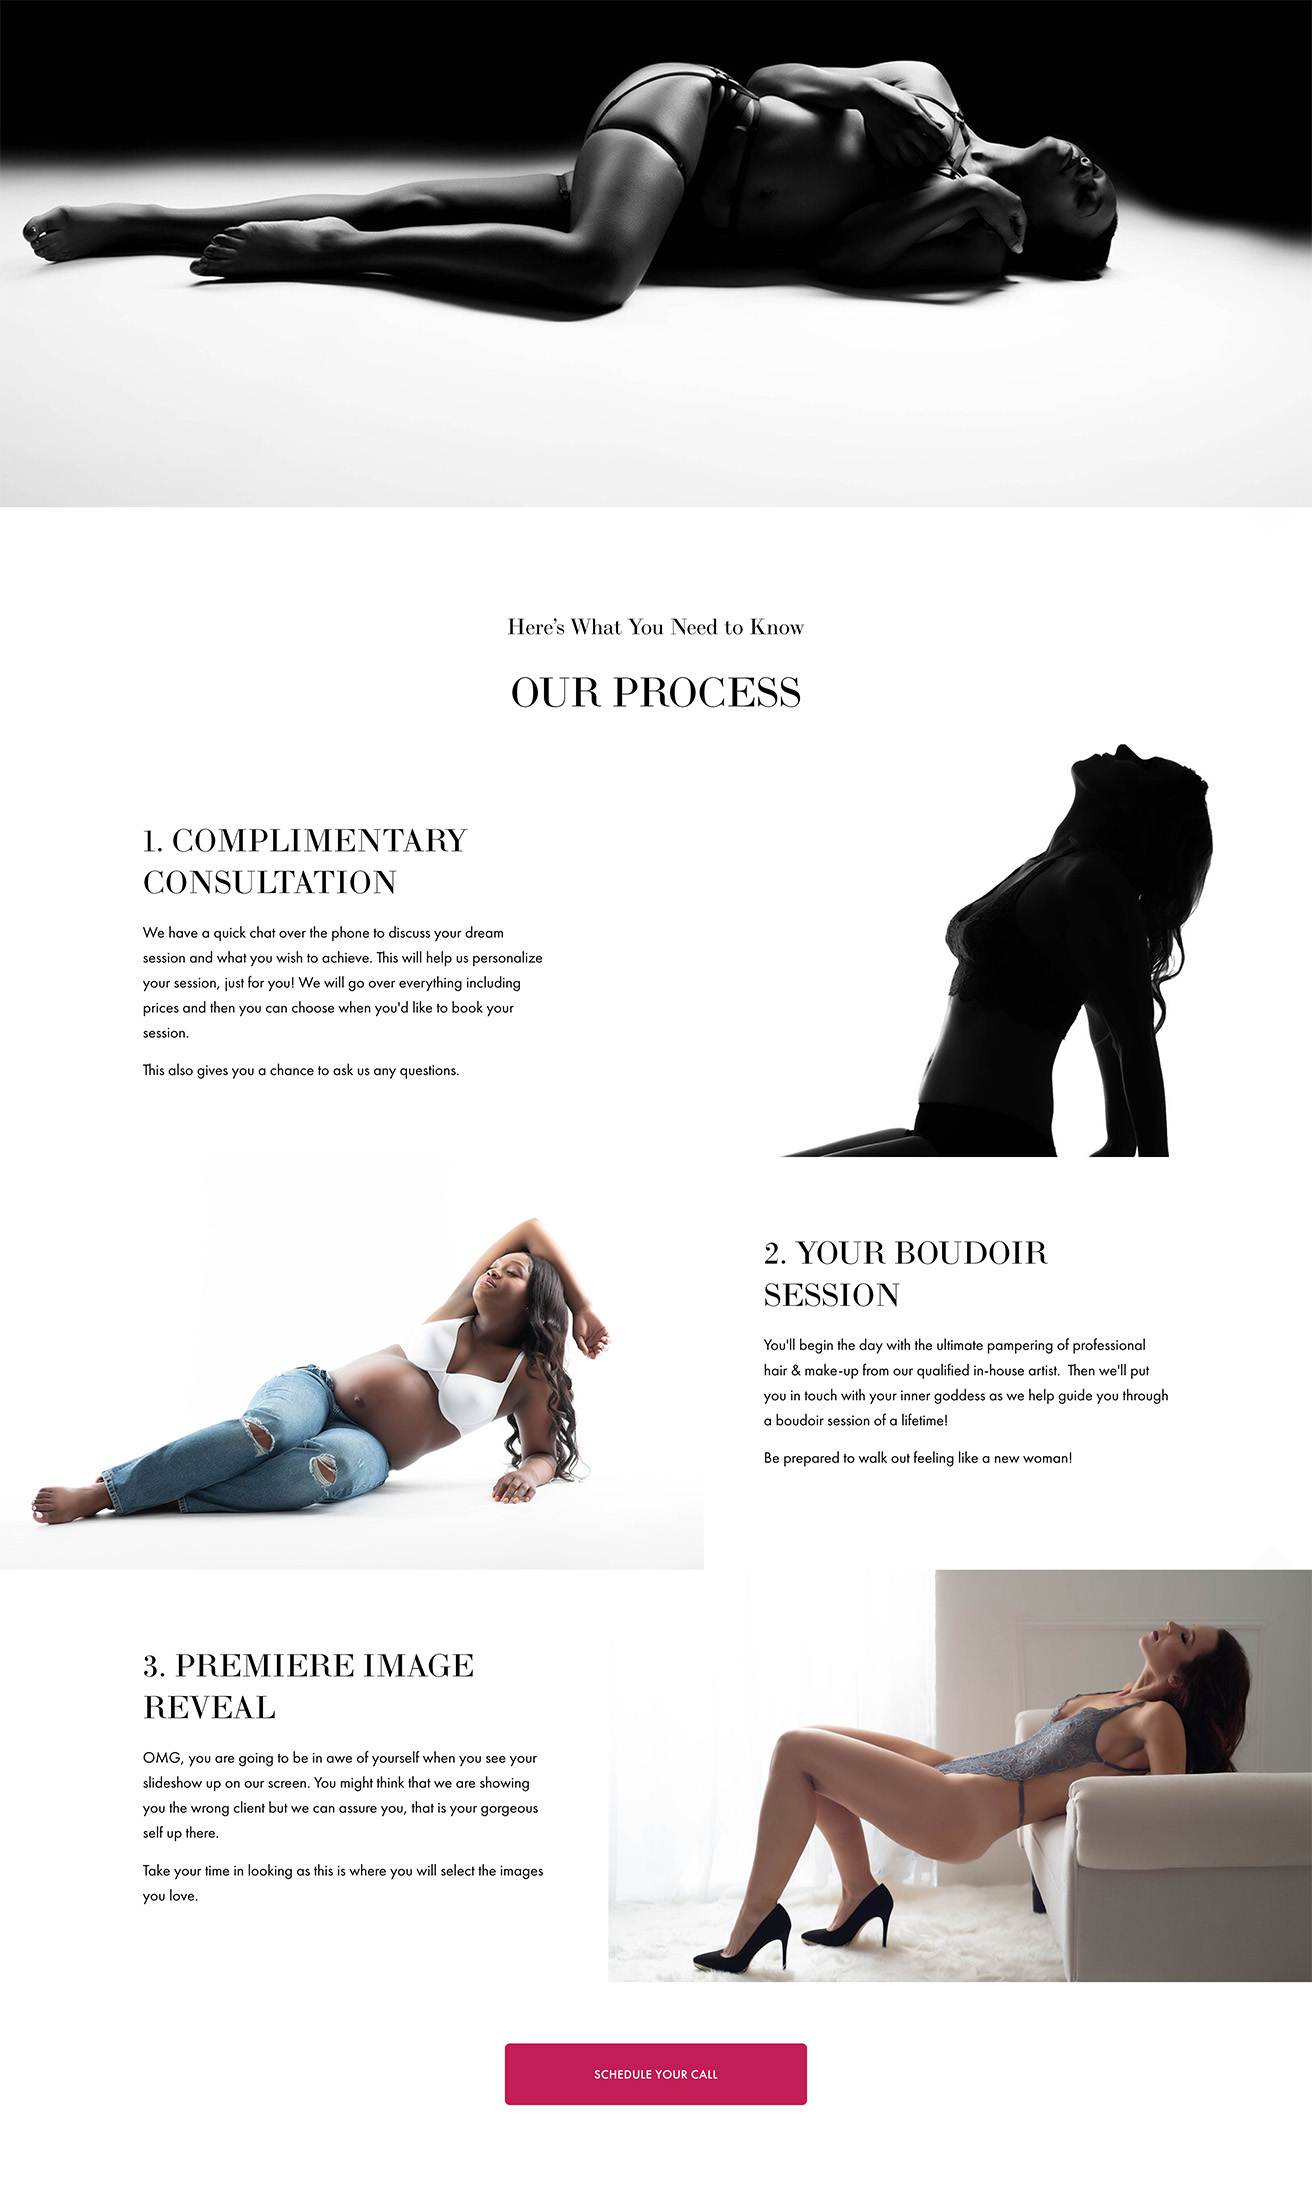 Here’s What You Need to Know
OUR PROCESS
1. COMPLIMENTARY
CONSULTATION
We have a quick chat over the phone to discuss your dream
session and what you wish to achieve. This will help us personalize
your session, just for you! We will go over everything including
prices and then you can choose when you'd like to book your
session.
This also gives you a chance to ask us any questions.
2. YOUR BOUDOIR
SESSION
You'll begin the day with the ultimate pampering of professional
hair & make-up from our qualified in-house artist.  Then we'll put
you in touch with your inner goddess as we help guide you through
a boudoir session of a lifetime!
Be prepared to walk out feeling like a new woman!
3. PREMIERE IMAGE
REVEAL
OMG, you are going to be in awe of yourself when you see your
slideshow up on our screen. You might think that we are showing
you the wrong client but we can assure you, that is your gorgeous
self up there.
Take your time in looking as this is where you will select the images
you love.
SCHEDULE YOUR CALL